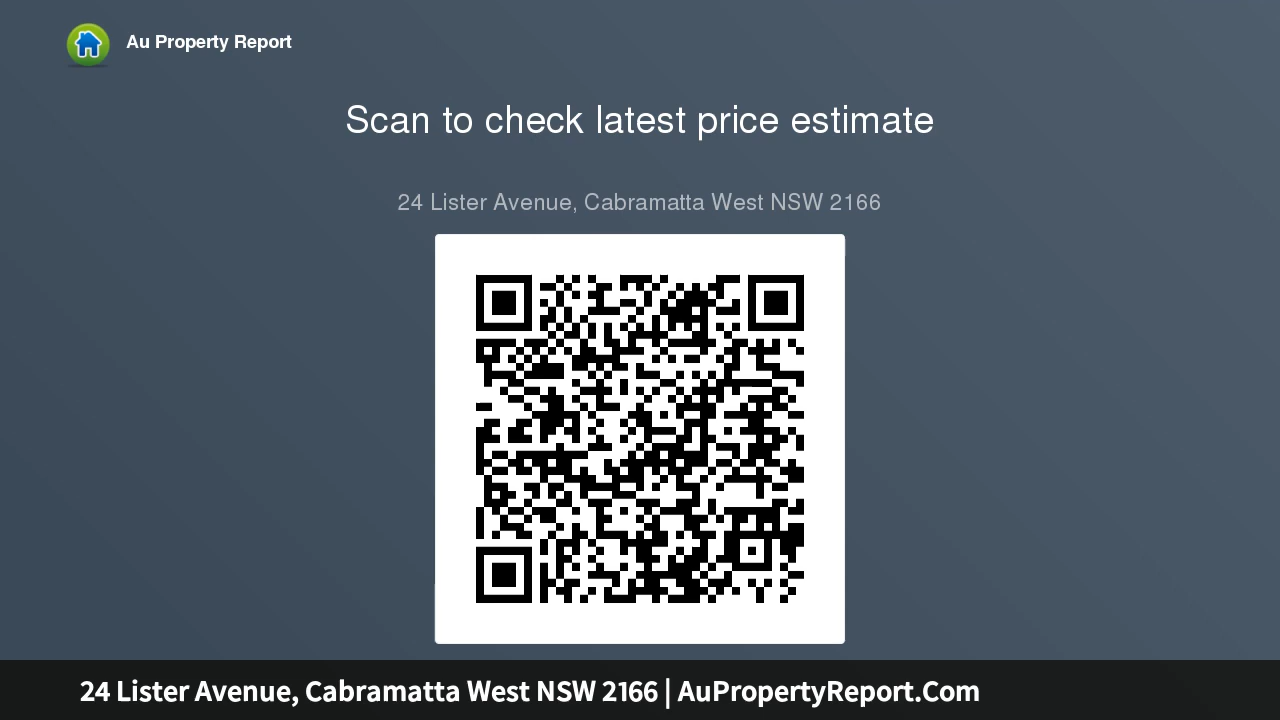 Au Property Report
Scan to check latest price estimate
24 Lister Avenue, Cabramatta West NSW 2166
24 Lister Avenue, Cabramatta West NSW 2166 | AuPropertyReport.Com